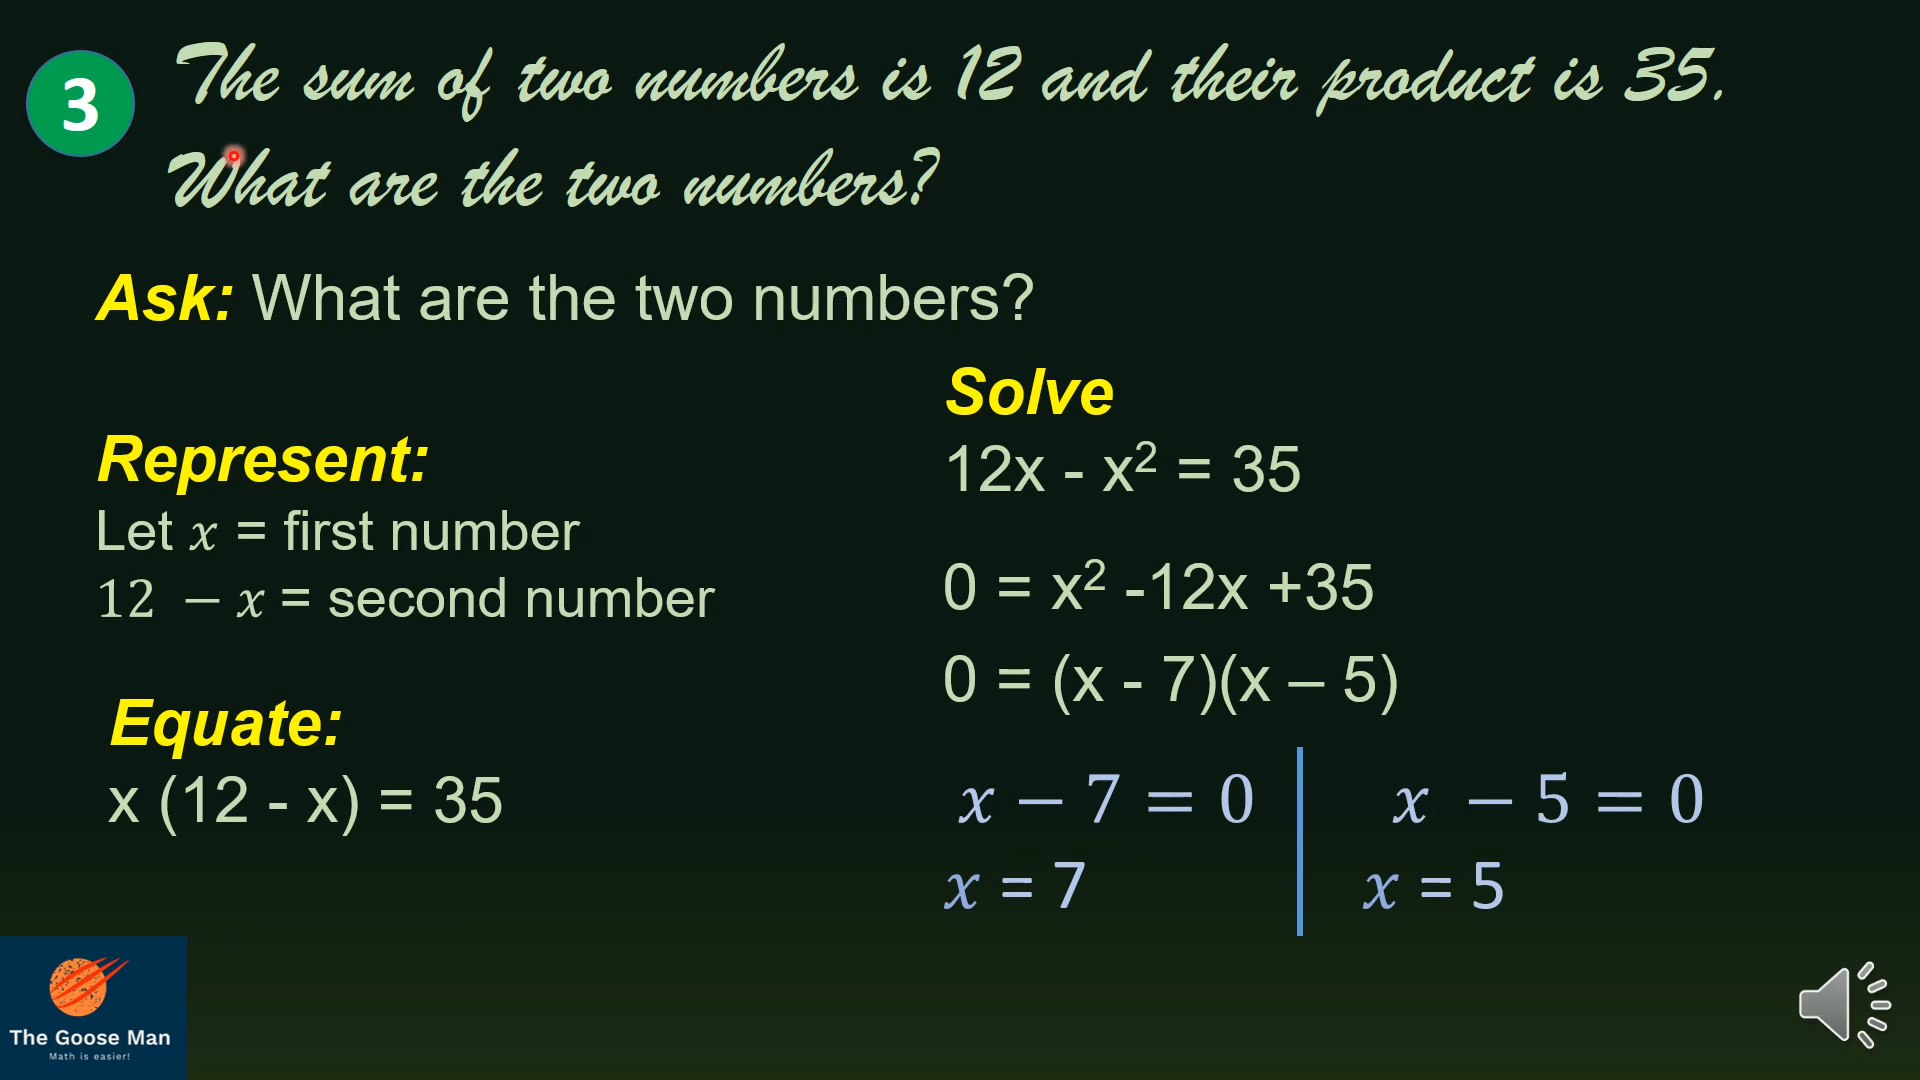 3
The sum of two numbers is 12 and their product is 35.
What are the two numbers?
Ask: What are the two numbers?
Represent:
Let 𝑥 = first number
12 − 𝑥 = second number
Equate:
x (12 - x) = 35
Solve
12x - x² = 35
0 = x² -12x +35
0 = (x - 7)(x – 5)
𝑥 − 7 = 0
𝑥 = 7
𝑥 − 5 = 0
𝑥 = 5
The Goose Man
Math is easier!